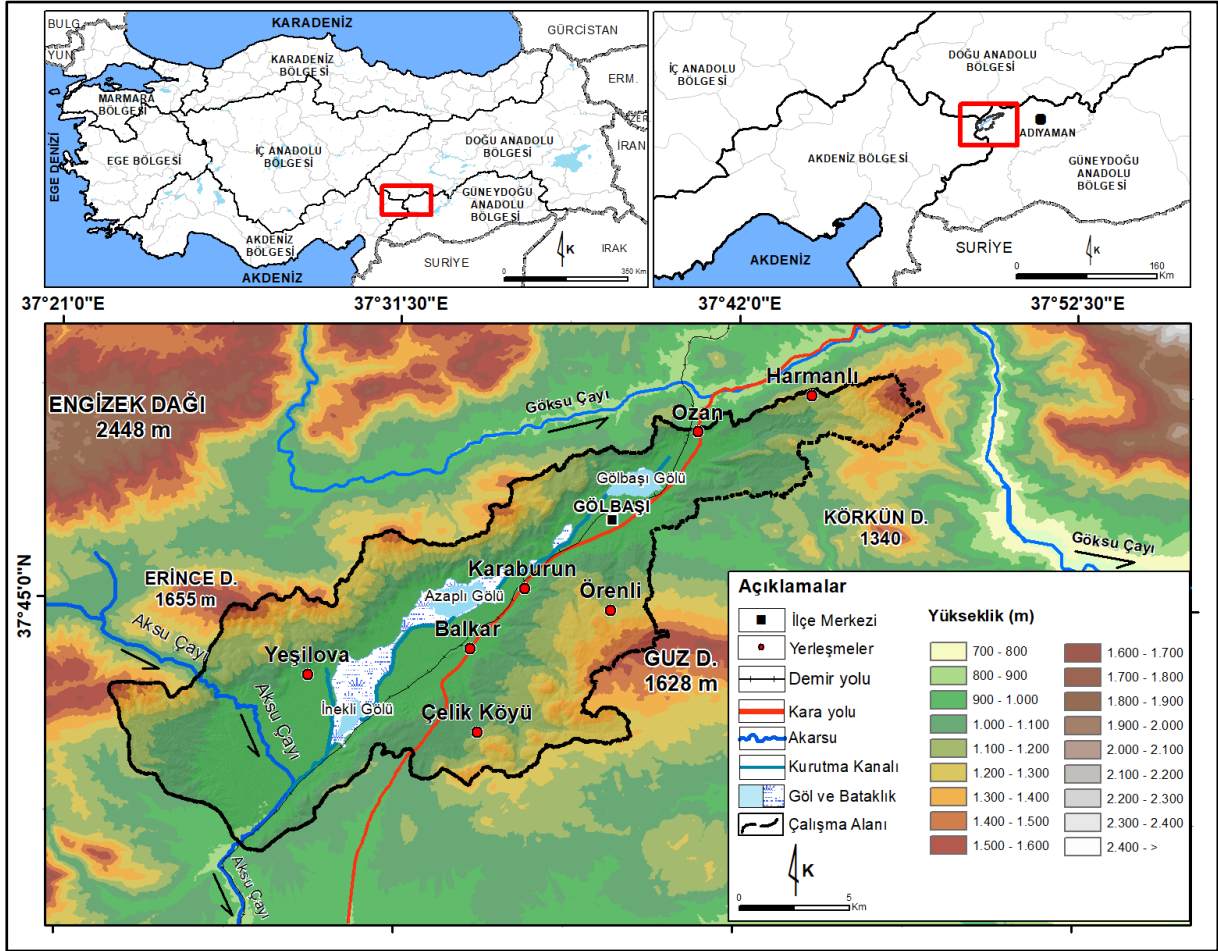 BULG.
KARADENİZ
GÜRCİSTAN
YUN.
KARADENİZ
BÖLGESİ
ERM.
MARMARA
BÖLGESİ
AZER.
İRAN
EGE DENİZİ
EGE BÖLGESİ
İÇ ANADOLU
BÖLGESİ
DOĞU ANADOLU
BÖLGESİ
GÜNEYDOĞU
ANADOLU
BÖLGESİ
AKDENİZ
BÖLGESİ
AKDENİZ
SURİYE
IRAK
K
0 350 Km
İÇ ANADOLU
BÖLGESİ
DOĞU ANADOLU
BÖLGESİ
ADIYAMAN
AKDENİZ BÖLGESİ
GÜNEYDOĞU
ANADOLU
BÖLGESİ
SURİYE
AKDENİZ
K
0 160
Km
37°21'0"E 37°31'30"E 37°42'0"E 37°52'30"E
37°45'0"N
ENGİZEK DAĞI
2448 m
Göksu Çayı
Harmanlı
Ozan
Gölbaşı Gölü
GÖLBAŞI
KÖRKÜN D.
1340
Göksu Çayı
ERİNCE D.
1655 m
Karaburun
Azaplı Gölü
Örenli
Aksu Çayı
Balkar
Yeşilova
GUZ D.
1628 m
İnekli Gölü
Aksu Çayı
Çelik Köyü
Aksu Çayı
Açıklamalar
İlçe Merkezi
Yerleşmeler
Demir yolu
Kara yolu
Akarsu
Kurutma Kanalı
Göl ve Bataklık
Çalışma Alanı
K
0 5
Km
Yükseklik (m)
700 - 800
800 - 900
900 - 1.000
1.000 - 1.100
1.100 - 1.200
1.200 - 1.300
1.300 - 1.400
1.400 - 1.500
1.500 - 1.600
1.600 - 1.700
1.700 - 1.800
1.800 - 1.900
1.900 - 2.000
2.000 - 2.100
2.100 - 2.200
2.200 - 2.300
2.300 - 2.400
2.400 - >